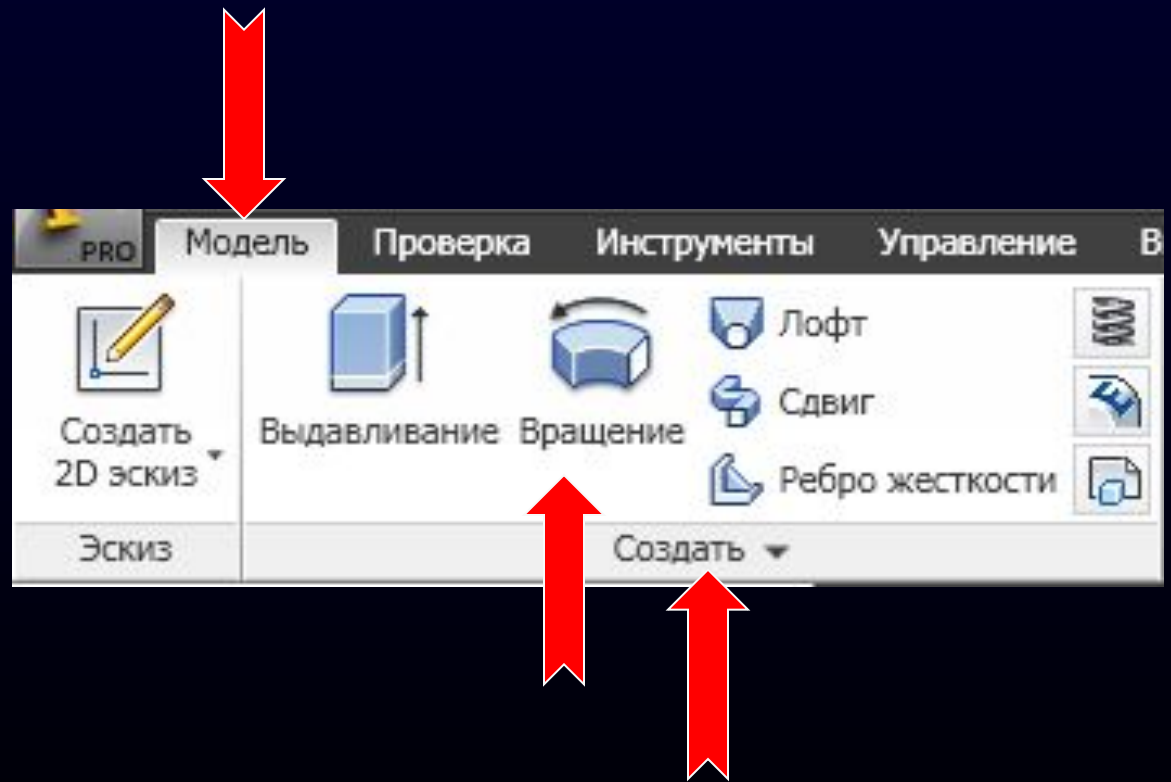 PRO
Модель Проверка Инструменты Управление В
Создать
2D эскиз
Выдавливание
Вращение
Лофт
Сдвиг
Ребро жесткости
Эскиз
Создать